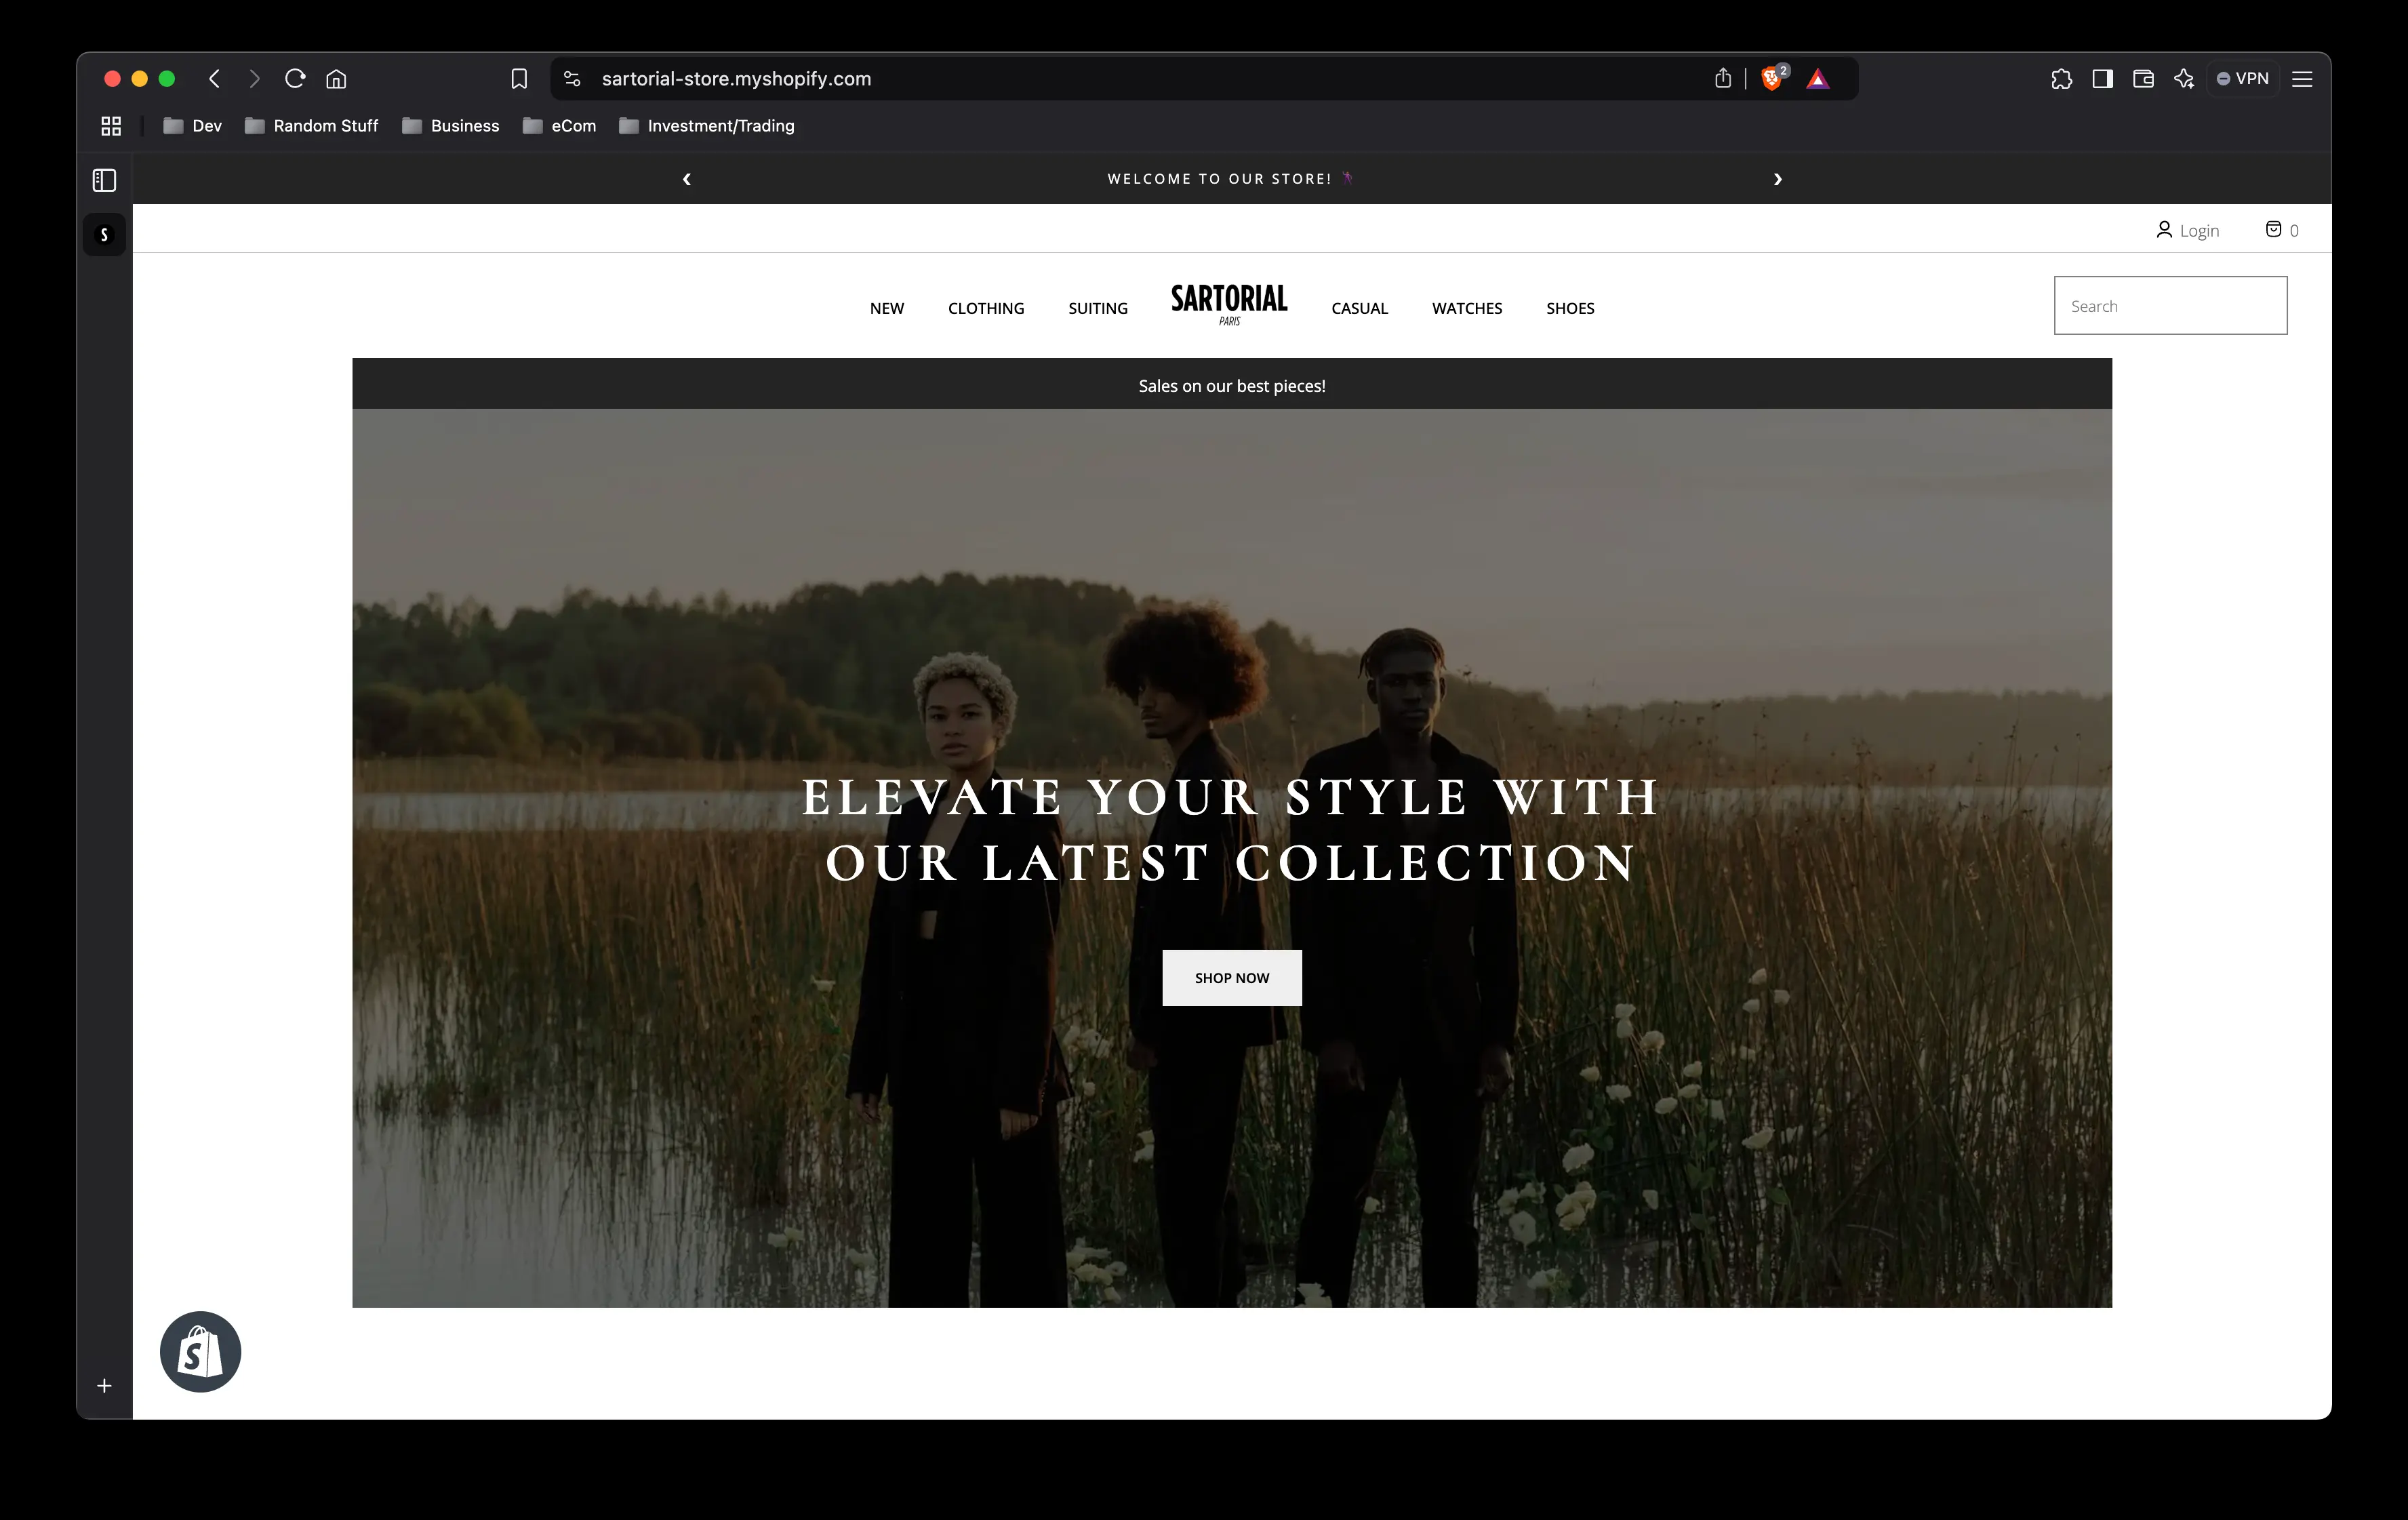 sartorial-store.myshopify.com
2
VPN
Dev
Random Stuff
Business
eCom
Investment/Trading
WELCOME TO OUR STORE! 🕺
S
Login
0
NEW
CLOTHING
SUITING
SARTORIAL
PARIS
CASUAL
WATCHES
SHOES
Search
Sales on our best pieces!
ELEVATE YOUR STYLE WITH
OUR LATEST COLLECTION
SHOP NOW
S